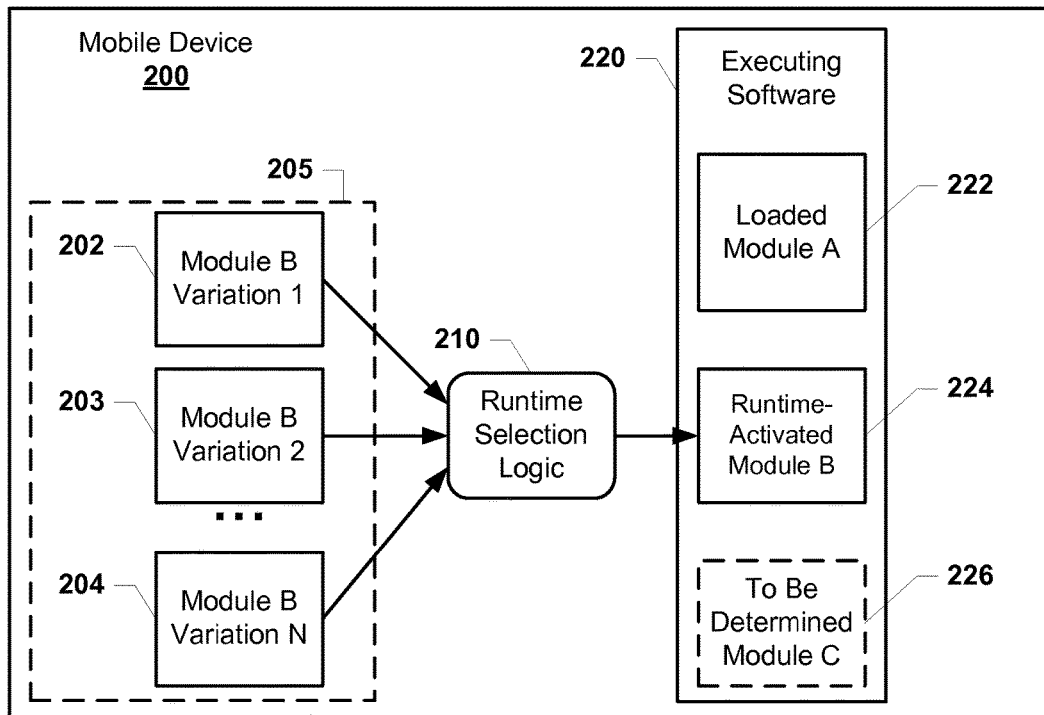 Mobile Device
200
205
202
Module B
Variation 1
203
Module B
Variation 2
...
204
Module B
Variation N
210
Runtime
Selection
Logic
220
Executing
Software
222
Loaded
Module A
224
Runtime-
Activated
Module B
226
To Be
Determined
Module C